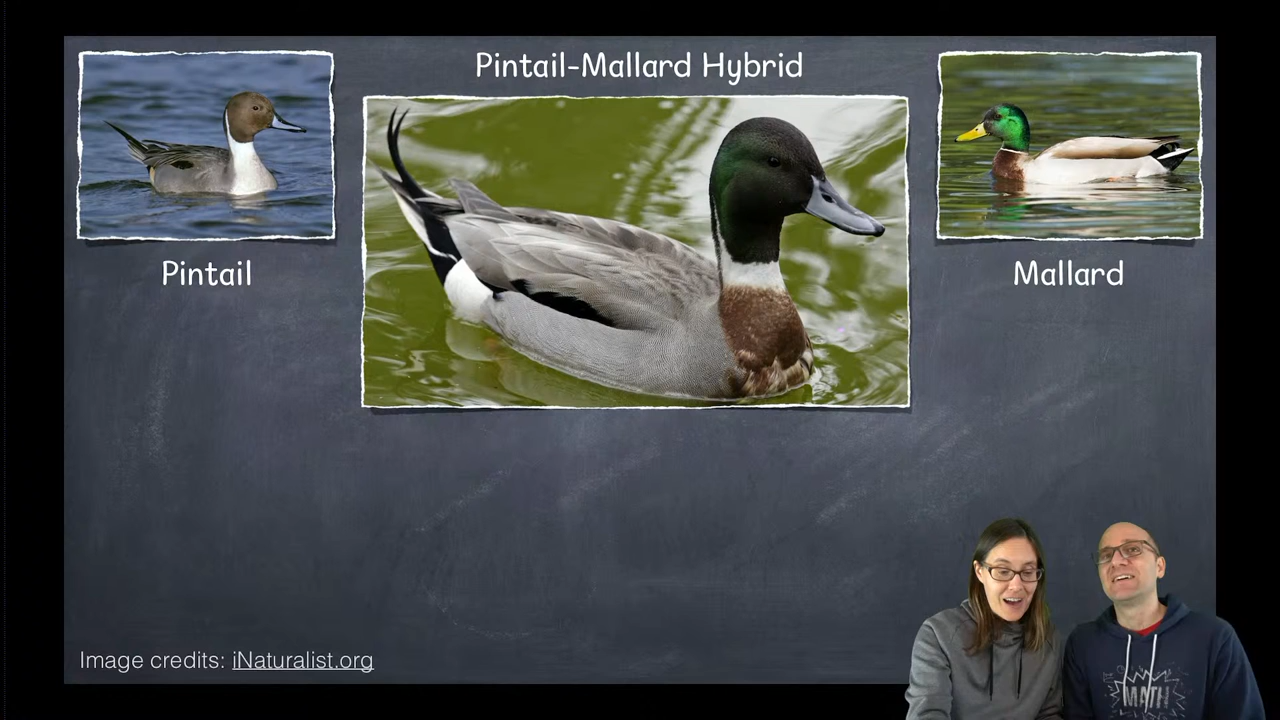 Pintail-Mallard Hybrid
Pintail
Mallard
Image credits: iNaturalist.org
MATH